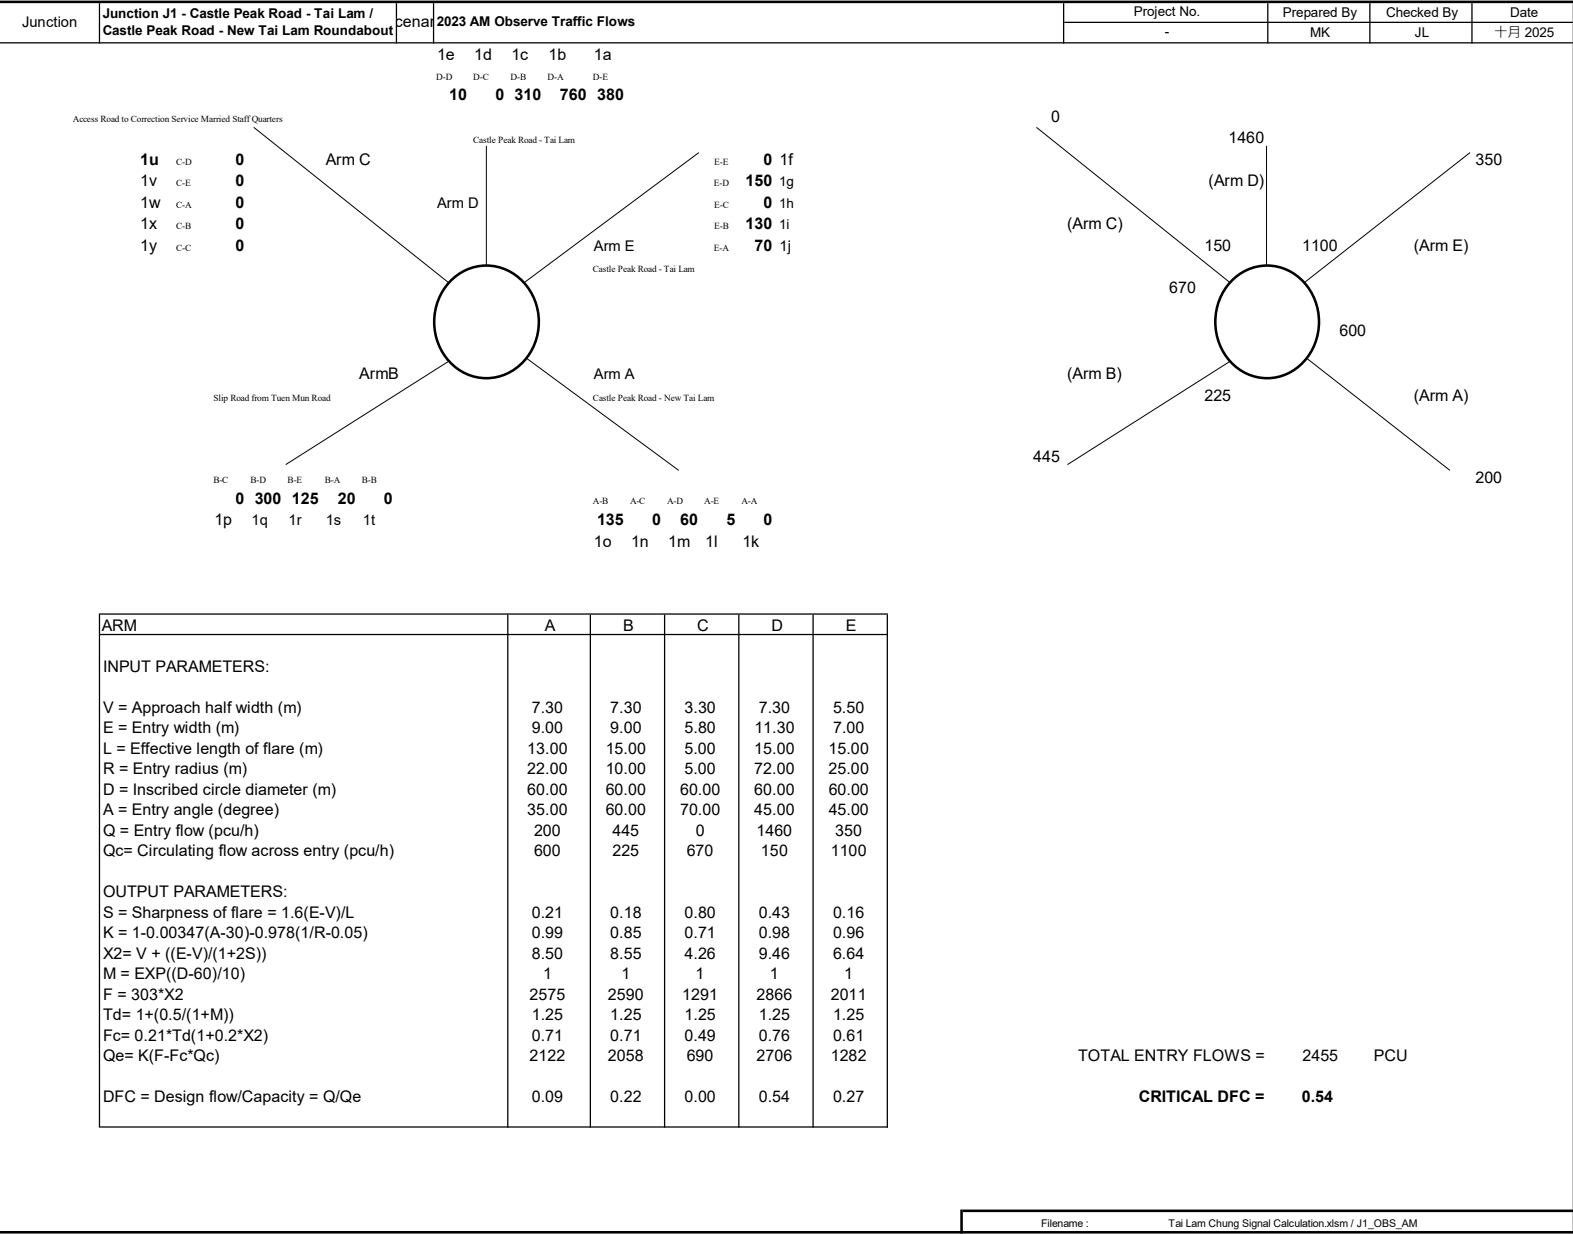 Junction
Junction J1 - Castle Peak Road - Tai Lam /
Castle Peak Road - New Tai Lam Roundabout
cenar
2023 AM Observe Traffic Flows
Project No. Prepared By Checked By Date
- MK JL 十月 2025
1e 1d 1c 1b 1a
D-D D-C D-B D-A D-E
10 0 310 760 380
Access Road to Correction Service Married Staff Quarters
Castle Peak Road - Tai Lam
1u C-D 0
1v C-E 0
1w C-A 0
1x C-B 0
1y C-C 0
Arm C
Arm D
E-E 0 1f
E-D 150 1g
E-C 0 1h
E-B 130 1i
E-A 70 1j
Arm E
Castle Peak Road - Tai Lam
ArmB
Slip Road from Tuen Mun Road
Arm A
Castle Peak Road - New Tai Lam
B-C B-D B-E B-A B-B
0 300 125 20 0
1p 1q 1r 1s 1t
A-B A-C A-D A-E A-A
135 0 60 5 0
1o 1n 1m 1l 1k
0
1460
350
(Arm D)
(Arm C)
150
1100
(Arm E)
670
600
(Arm B)
225
(Arm A)
445
200
ARM A B C D E
INPUT PARAMETERS:
V = Approach half width (m) 7.30 7.30 3.30 7.30 5.50
E = Entry width (m) 9.00 9.00 5.80 11.30 7.00
L = Effective length of flare (m) 13.00 15.00 5.00 15.00 15.00
R = Entry radius (m) 22.00 10.00 5.00 72.00 25.00
D = Inscribed circle diameter (m) 60.00 60.00 60.00 60.00 60.00
A = Entry angle (degree) 35.00 60.00 70.00 45.00 45.00
Q = Entry flow (pcu/h) 200 445 0 1460 350
Qc= Circulating flow across entry (pcu/h) 600 225 670 150 1100
OUTPUT PARAMETERS:
S = Sharpness of flare = 1.6(E-V)/L 0.21 0.18 0.80 0.43 0.16
K = 1-0.00347(A-30)-0.978(1/R-0.05) 0.99 0.85 0.71 0.98 0.96
X2= V + ((E-V)/(1+2S)) 8.50 8.55 4.26 9.46 6.64
M = EXP((D-60)/10) 1 1 1 1 1
F = 303*X2 2575 2590 1291 2866 2011
Td= 1+(0.5/(1+M)) 1.25 1.25 1.25 1.25 1.25
Fc= 0.21*Td(1+0.2*X2) 0.71 0.71 0.49 0.76 0.61
Qe= K(F-Fc*Qc) 2122 2058 690 2706 1282
DFC = Design flow/Capacity = Q/Qe 0.09 0.22 0.00 0.54 0.27
TOTAL ENTRY FLOWS = 2455 PCU
CRITICAL DFC = 0.54
Filename : Tai Lam Chung Signal Calculation.xlsm / J1_OBS_AM